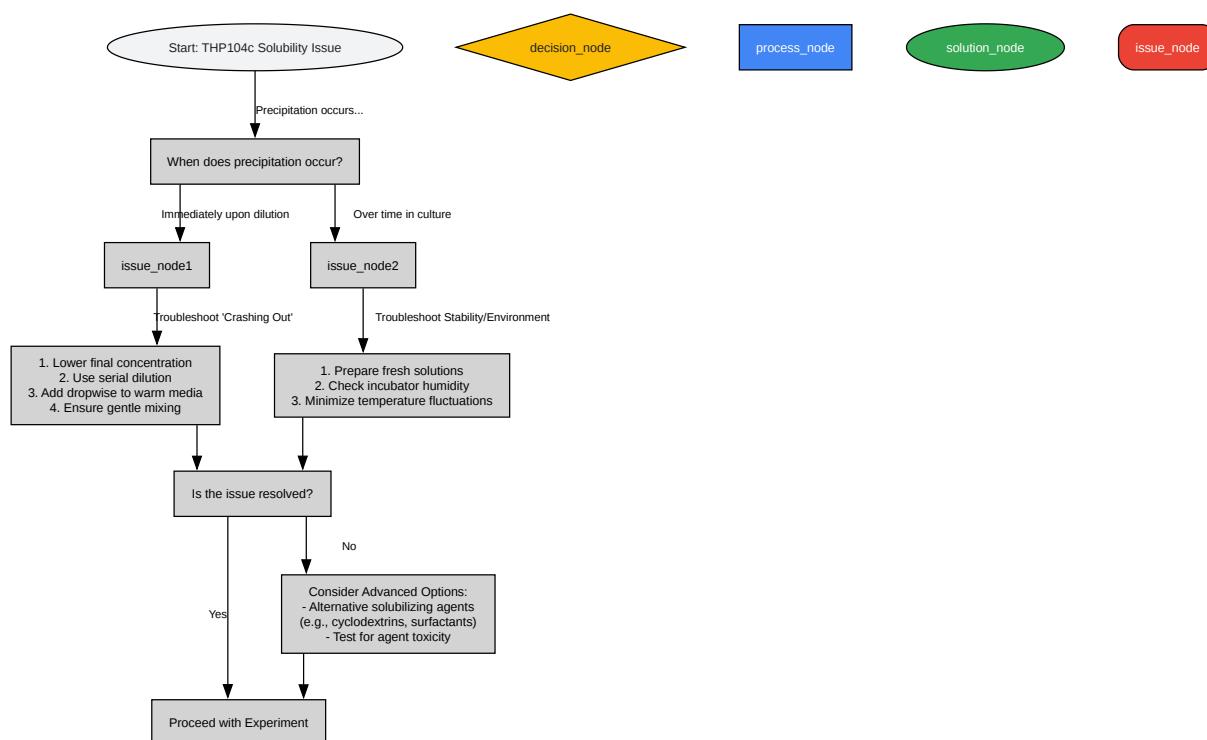 Start: THP104c Solubility Issue
decision_node
process_node
solution_node
issue_node
Precipitation occurs...
When does precipitation occur?
Immediately upon dilution
Over time in culture
issue_node1
issue_node2
Troubleshoot 'Crashing Out'
Troubleshoot Stability/Environment
1. Lower final concentration
2. Use serial dilution
3. Add dropwise to warm media
4. Ensure gentle mixing
1. Prepare fresh solutions
2. Check incubator humidity
3. Minimize temperature fluctuations
Is the issue resolved?
No
Consider Advanced Options:
- Alternative solubilizing agents
(e.g., cyclodextrins, surfactants)
- Test for agent toxicity
Yes
Proceed with Experiment